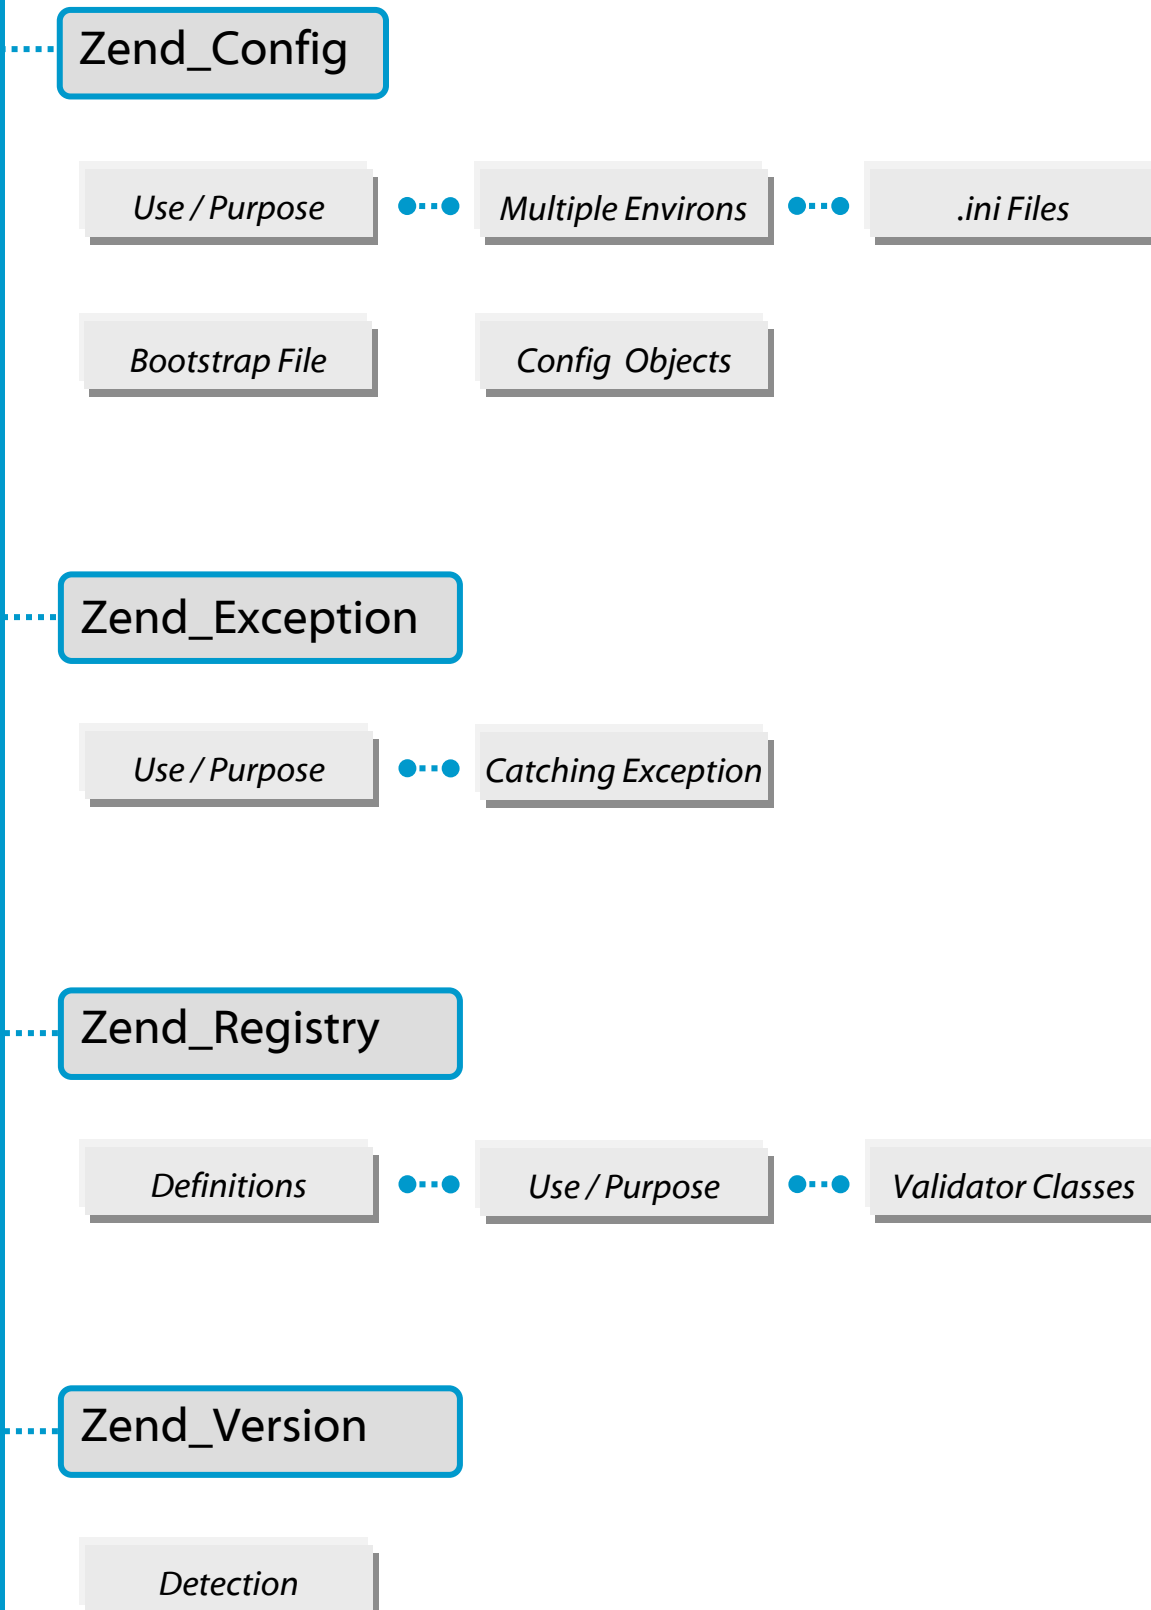 Zend_Config
Use / Purpose
Multiple Environs
.ini Files
Bootstrap File
Config Objects
Zend_Exception
Use / Purpose
Catching Exception
Zend_Registry
Definitions
Use / Purpose
Validator Classes
Zend_Version
Detection